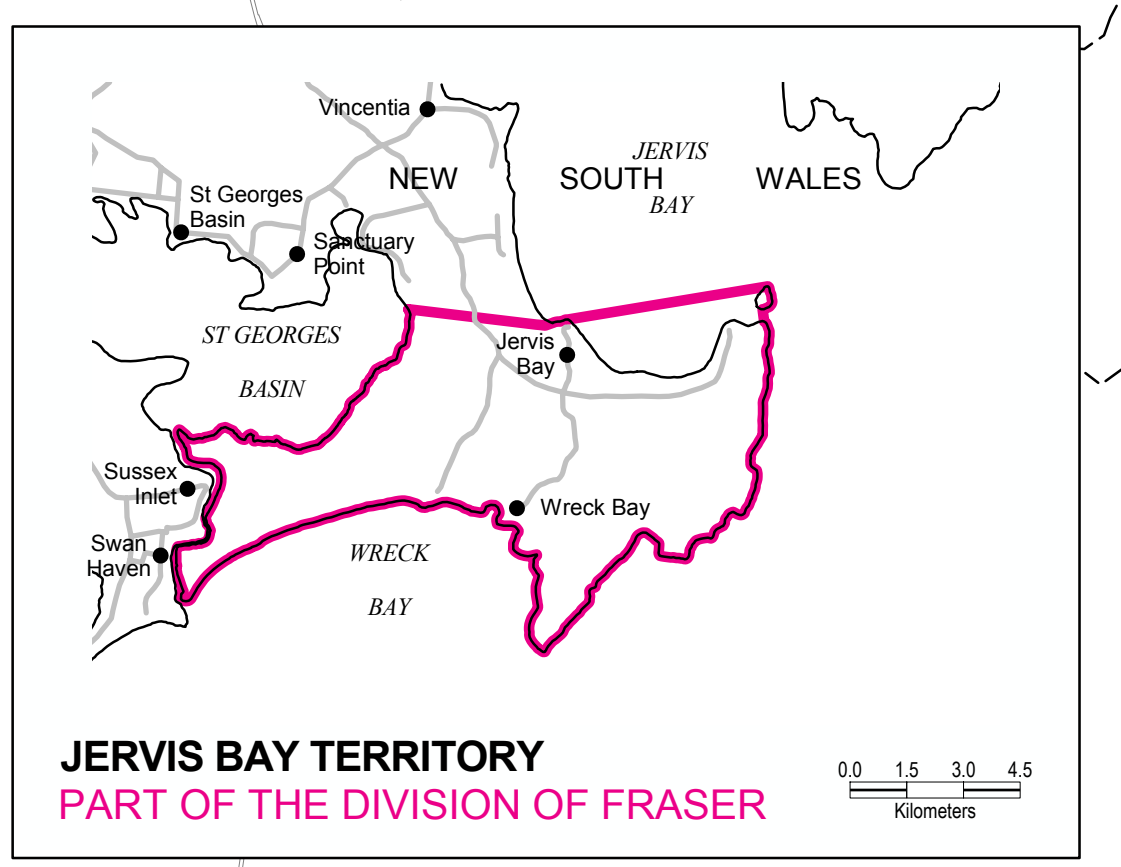 Vincentia
JERVIS
NEW SOUTH WALES
BAY
St Georges
Basin
Sanctuary
Point
ST GEORGES
BASIN
Jervis
Bay
Sussex
Inlet
Wreck Bay
Swan
Haven
WRECK
BAY
JERVIS BAY TERRITORY
PART OF THE DIVISION OF FRASER
0.0 1.5 3.0 4.5
Kilometers